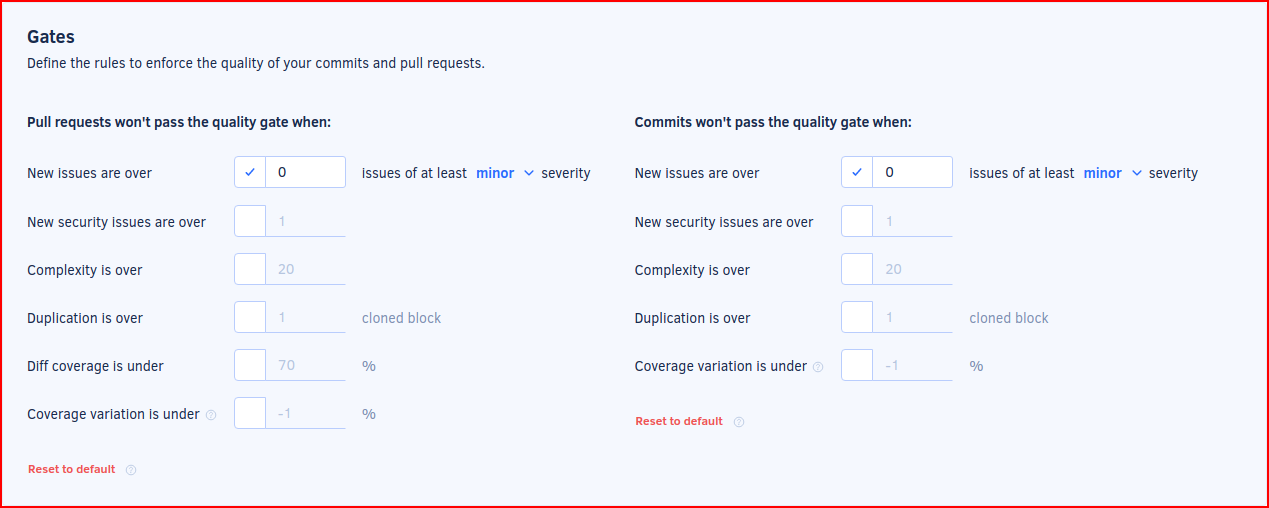 Gates
Define the rules to enforce the quality of your commits and pull requests.
Pull requests won't pass the quality gate when:
New issues are over 0 issues of at least minor severity
New security issues are over 1
Complexity is over 20
Duplication is over 1 cloned block
Diff coverage is under 70 %
Coverage variation is under ? -1 %
Reset to default ?
Commits won't pass the quality gate when:
New issues are over 0 issues of at least minor severity
New security issues are over 1
Complexity is over 20
Duplication is over 1 cloned block
Coverage variation is under ? -1 %
Reset to default ?